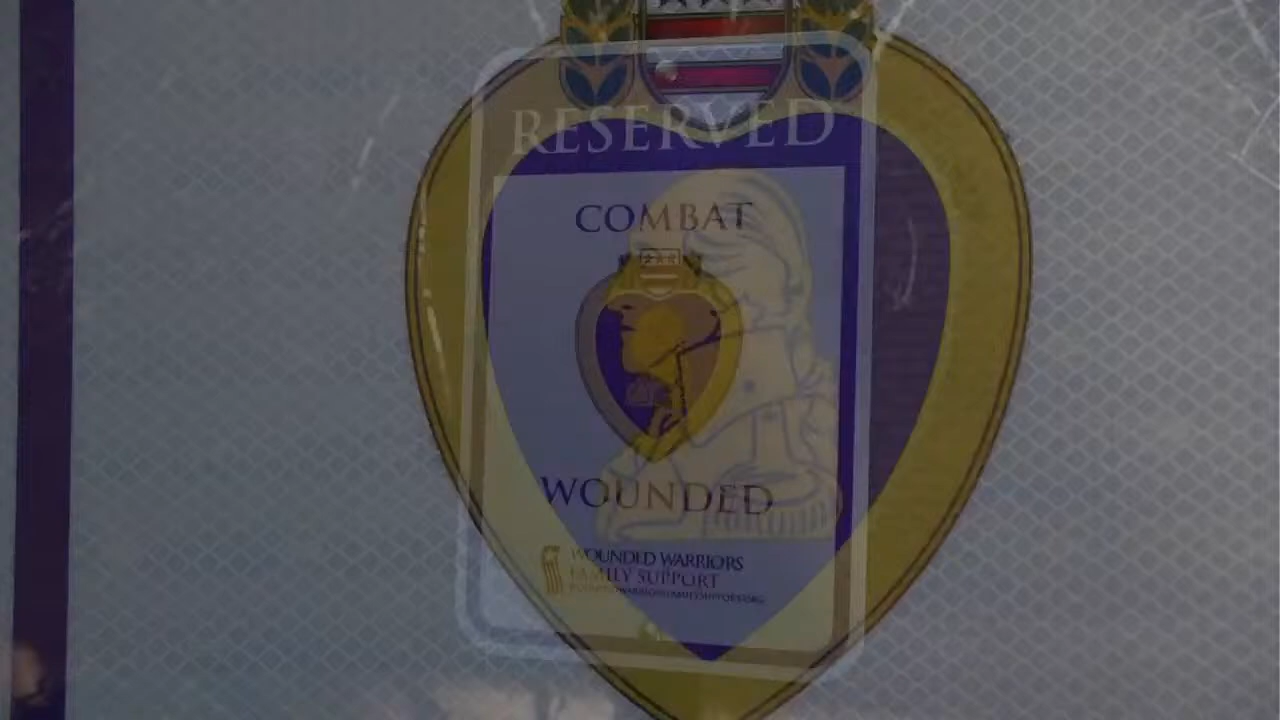 RESERVED
COMBAT
WOUNDED
WOUNDED WARRIORS
FAMILY SUPPORT